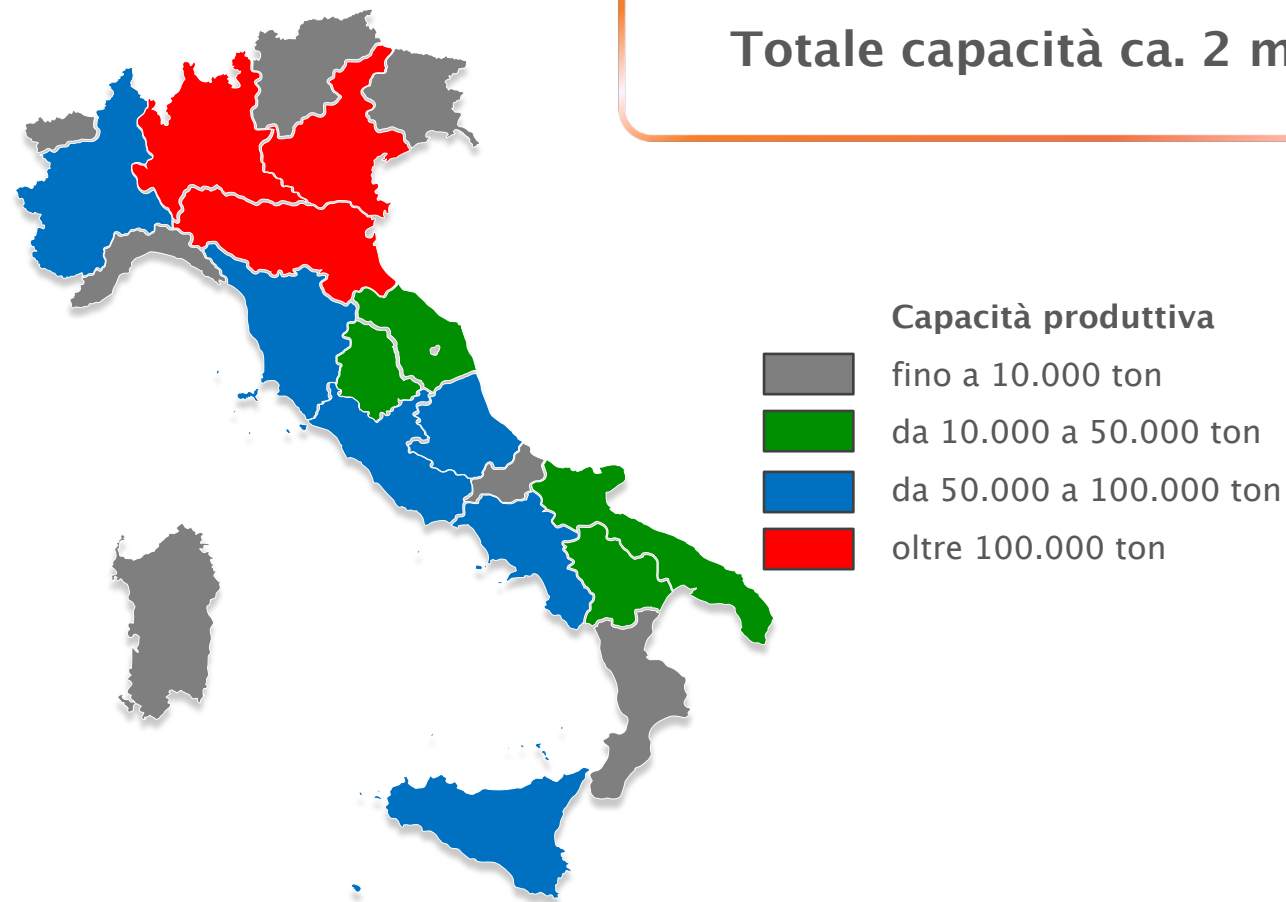 Totale capacità ca. 2 m
Capacità produttiva
fino a 10.000 ton
da 10.000 a 50.000 ton
da 50.000 a 100.000 ton
oltre 100.000 ton